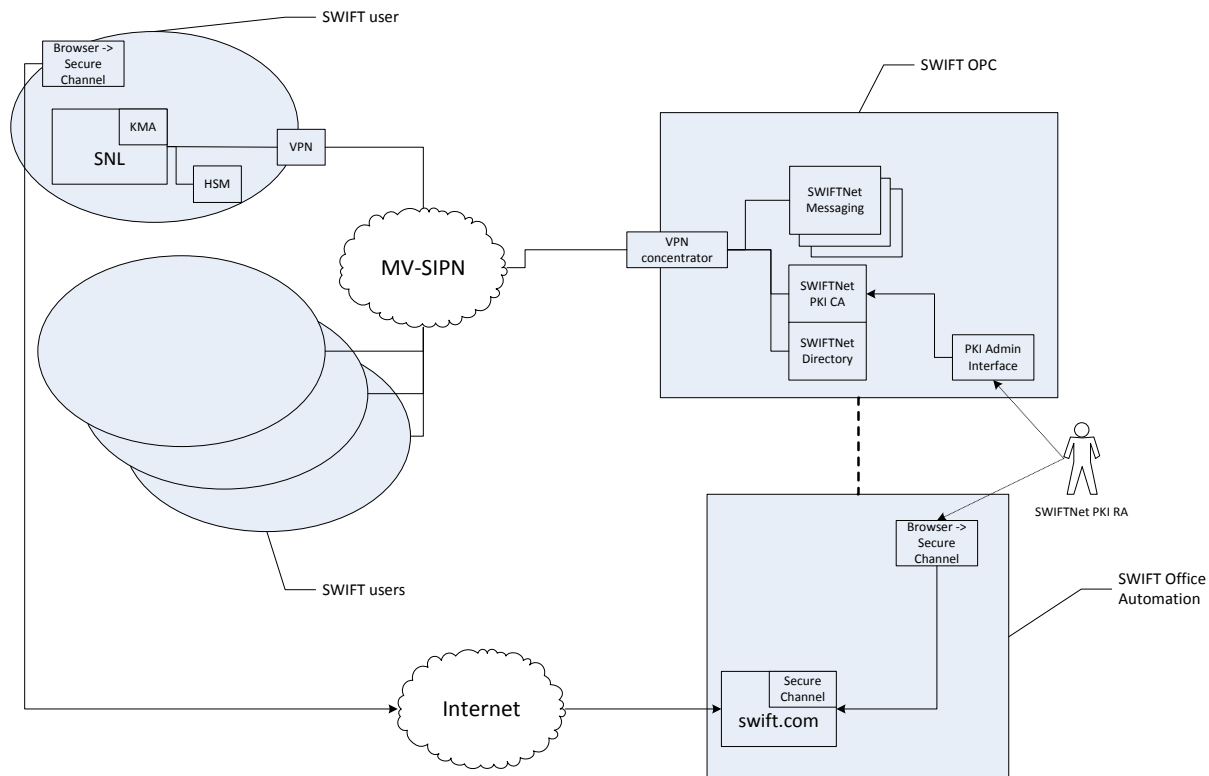 SWIFT user
Browser ->
Secure
Channel
KMA
SNL
HSM
VPN
MV-SIPN
SWIFT OPC
SWIFTNet
Messaging
VPN
concentrator
SWIFTNet
PKI CA
SWIFTNet
Directory
PKI Admin
Interface
SWIFTNet PKI RA
SWIFT users
Browser ->
Secure
Channel
SWIFT Office
Automation
Internet
Secure
Channel
swift.com